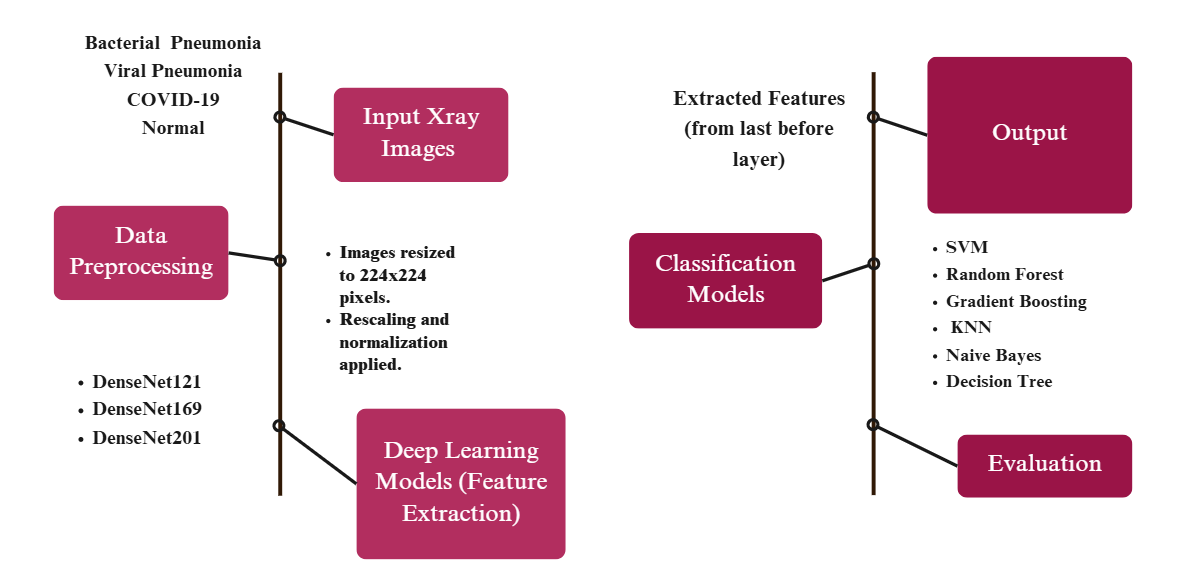 Bacterial Pneumonia
Viral Pneumonia
COVID-19
Normal
Input Xray
Images
Data
Preprocessing
• Images resized
to 224x224
pixels.
• Rescaling and
normalization
applied.
• DenseNet121
• DenseNet169
• DenseNet201
Deep Learning
Models (Feature
Extraction)
Extracted Features
(from last before
layer)
Output
Classification
Models
• SVM
• Random Forest
• Gradient Boosting
• KNN
• Naive Bayes
• Decision Tree
Evaluation